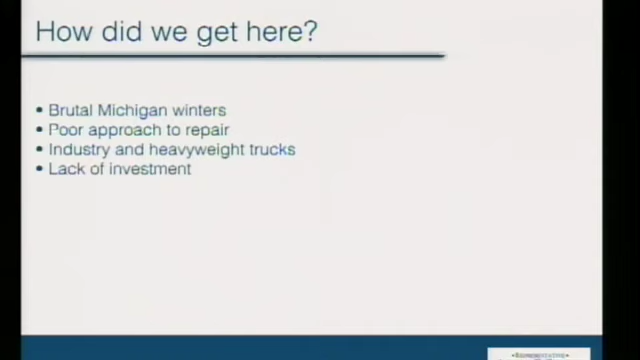 How did we get here?
• Brutal Michigan winters
• Poor approach to repair
• Industry and heavyweight trucks
• Lack of investment
•REPRESENTATIVE